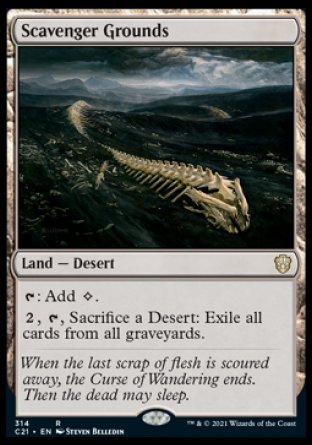 Scavenger Grounds
Land — Desert
: Add .
2, , Sacrifice a Desert: Exile all
cards from all graveyards.
When the last scrap of flesh is scoured
away, the Curse of Wandering ends.
Then the dead may sleep.
314 R
C21 • EN Steven Belledin
™ & © 2021 Wizards of the Coast